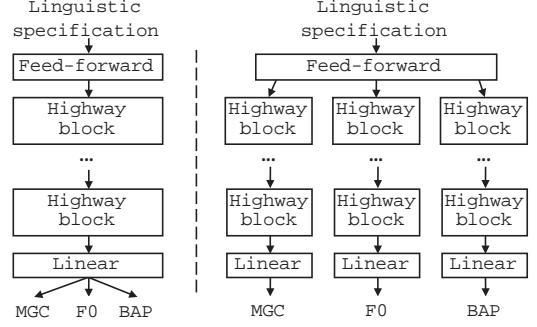 Linguistic
specification
Feed-forward
Highway
block
...
Highway
block
Linear
MGC F0 BAP
Linguistic
specification
Feed-forward
Highway
block
Highway
block
Highway
block
... ... ...
Highway
block
Highway
block
Highway
block
Linear Linear Linear
MGC F0 BAP